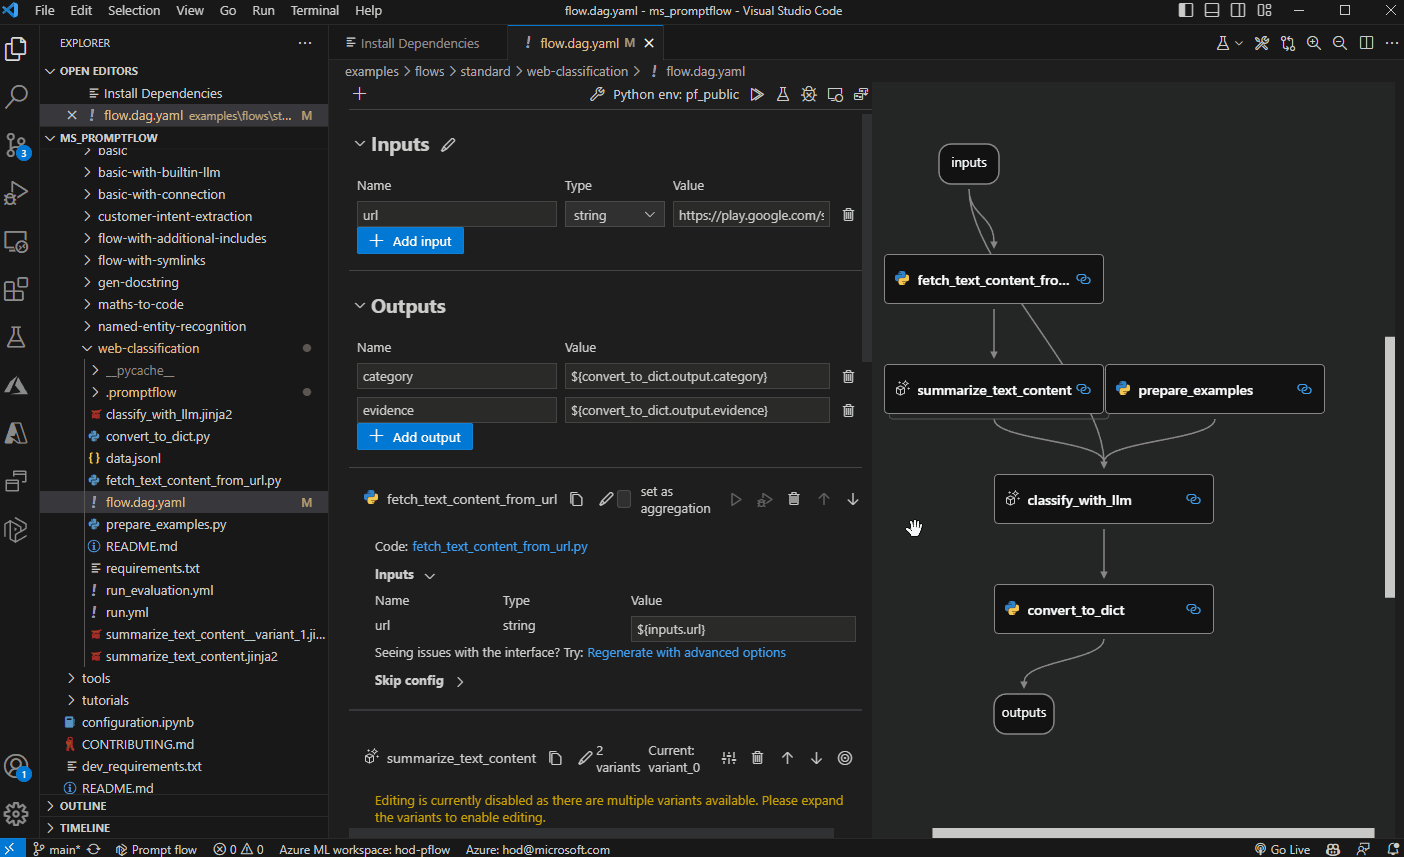 File Edit Selection View Go Run Terminal Help
flow.dag.yaml - ms_promptflow - Visual Studio Code
EXPLORER
OPEN EDITORS
Install Dependencies
! flow.dag.yaml examples\flows\st... M
MS_PROMPTFLOW
basic
basic-with-builtin-llm
basic-with-connection
customer-intent-extraction
flow-with-additional-includes
flow-with-symlinks
gen-docstring
maths-to-code
named-entity-recognition
web-classification
__pycache__
.promptflow
classify_with_llm.jinja2
convert_to_dict.py
{} data.jsonl
fetch_text_content_from_url.py
! flow.dag.yaml M
prepare_examples.py
README.md
requirements.txt
! run_evaluation.yml
! run.yml
summarize_text_content__variant_1.ji...
summarize_text_content.jinja2
tools
tutorials
configuration.ipynb
CONTRIBUTING.md
dev_requirements.txt
README.md
OUTLINE
TIMELINE
3
1
Install Dependencies
! flow.dag.yaml M
examples > flows > standard > web-classification > ! flow.dag.yaml
Python env: pf_public
Inputs
Name Type Value
url string https://play.google.com/s
Add input
Outputs
Name Value
category ${convert_to_dict.output.category}
evidence ${convert_to_dict.output.evidence}
Add output
fetch_text_content_from_url
set as
aggregation
Code: fetch_text_content_from_url.py
Inputs
Name Type Value
url string ${inputs.url}
Seeing issues with the interface? Try: Regenerate with advanced options
Skip config
summarize_text_content
2
variants
Current:
variant_0
Editing is currently disabled as there are multiple variants available. Please expand
the variants to enable editing.
inputs
fetch_text_content_fro...
summarize_text_content
prepare_examples
classify_with_llm
convert_to_dict
outputs
main* Prompt flow 0 0 Azure ML workspace: hod-pflow Azure: hod@microsoft.com Go Live